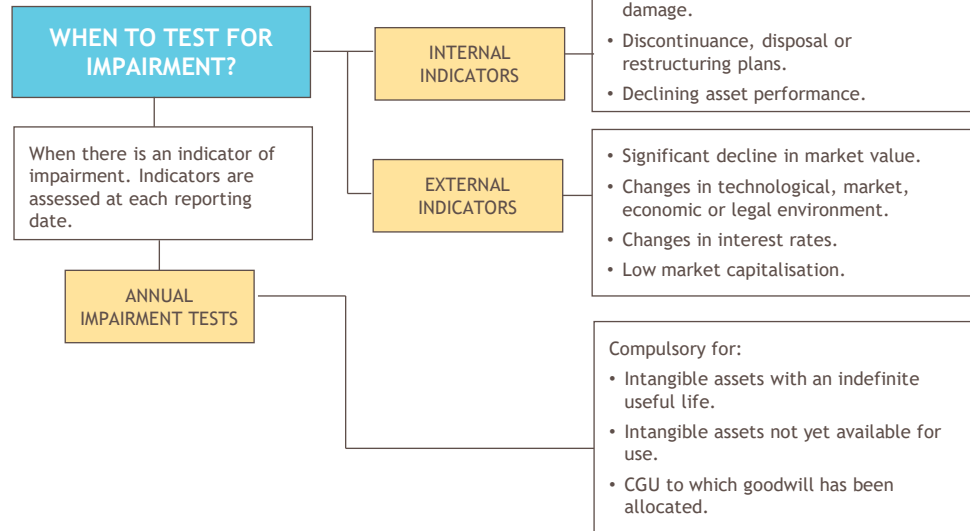 WHEN TO TEST FOR
IMPAIRMENT?
When there is an indicator of
impairment. Indicators are
assessed at each reporting
date.
ANNUAL
IMPAIRMENT TESTS
INTERNAL
INDICATORS
damage.
• Discontinuance, disposal or
restructuring plans.
• Declining asset performance.
EXTERNAL
INDICATORS
• Significant decline in market value.
• Changes in technological, market,
economic or legal environment.
• Changes in interest rates.
• Low market capitalisation.
Compulsory for:
• Intangible assets with an indefinite
useful life.
• Intangible assets not yet available for
use.
• CGU to which goodwill has been
allocated.